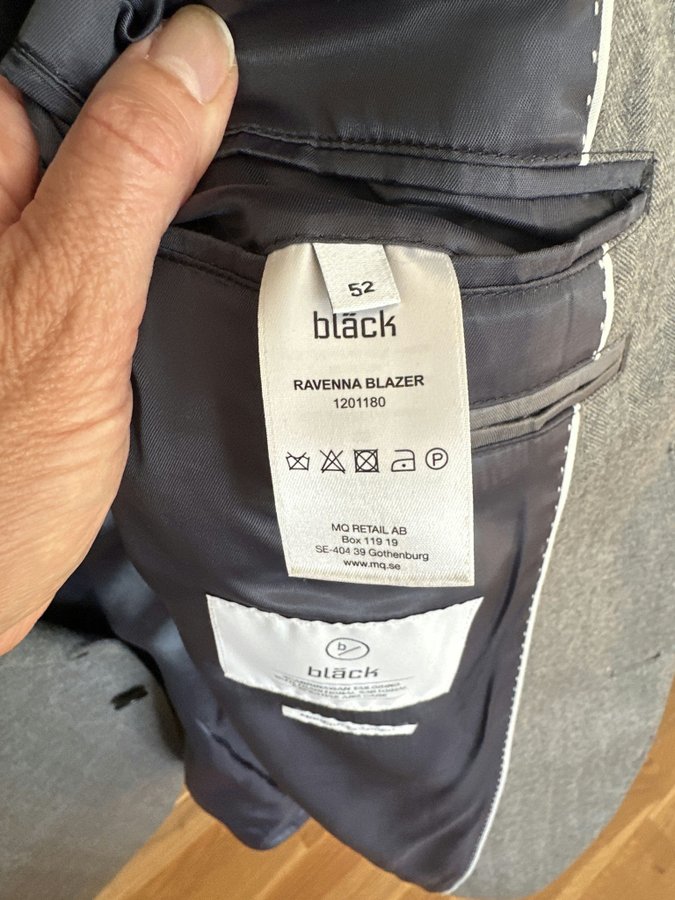 52
bläck
RAVENNA BLAZER
1201180
P
MQ RETAIL AB
Box 119 19
SE-404 39 Gothenburg
www.mq.se
b/
bläck